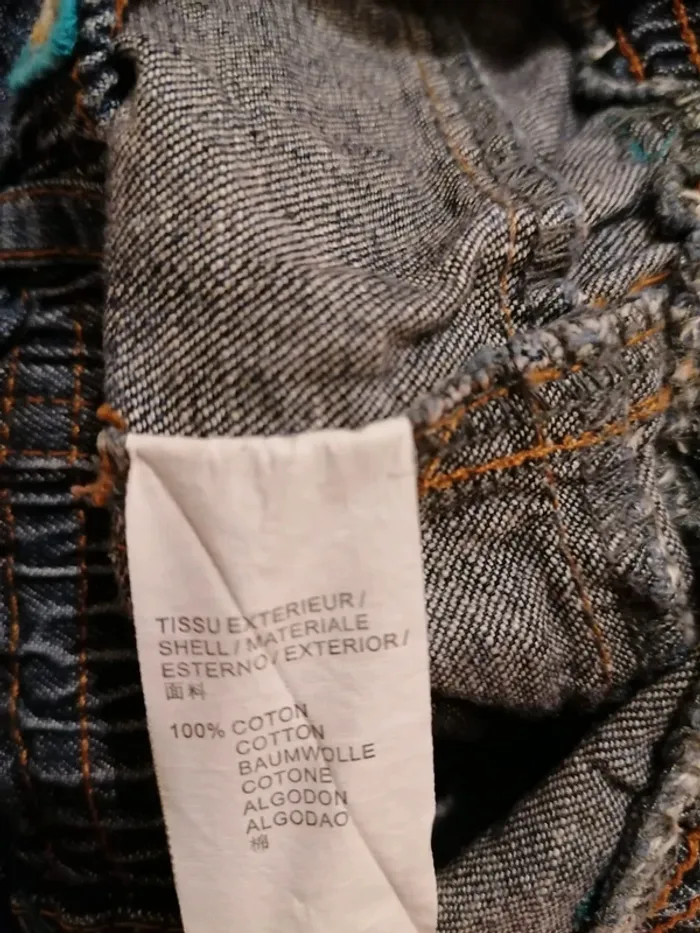 TISSU EXTERIEUR /
SHELL / MATERIALE
ESTERNO / EXTERIOR /
面料
100% COTON
COTTON
BAUMWOLLE
COTONE
ALGODON
ALGODAO
棉